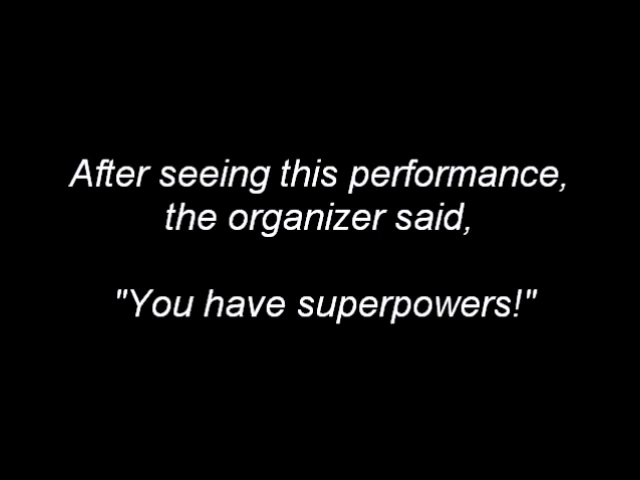 After seeing this performance,
the organizer said,
"You have superpowers!"